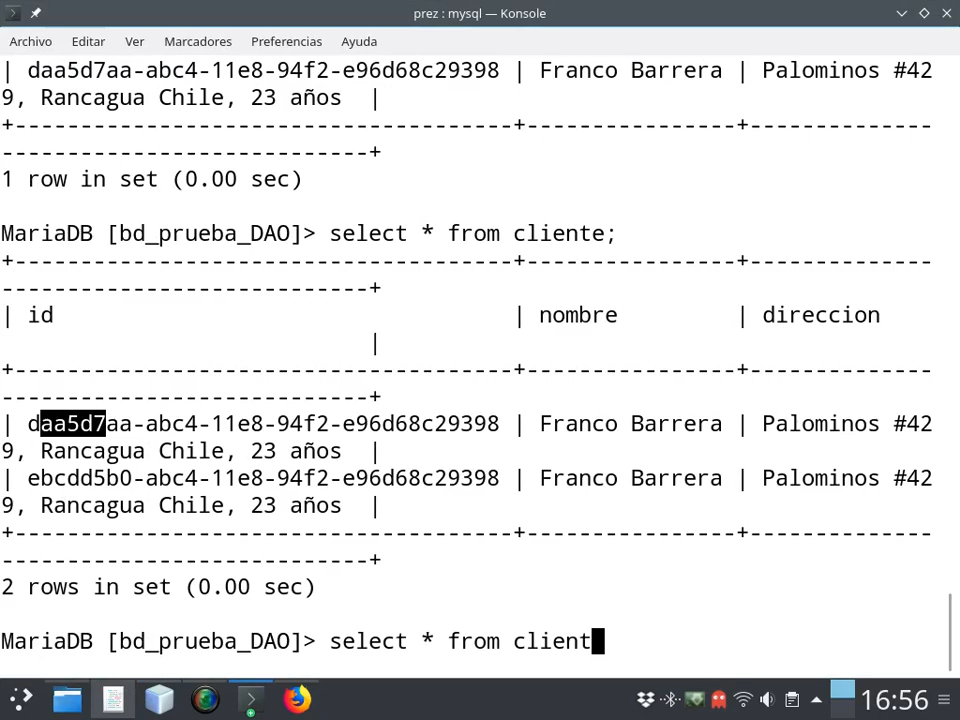 prez : mysql — Konsole
Archivo Editar Ver Marcadores Preferencias Ayuda
| daa5d7aa-abc4-11e8-94f2-e96d68c29398 | Franco Barrera | Palominos #42
9, Rancagua Chile, 23 años  |
+--------------------------------------+----------------+--------------
----------------------------+
1 row in set (0.00 sec)
MariaDB [bd_prueba_DAO]> select * from cliente;
+--------------------------------------+----------------+--------------
----------------------------+
| id                                   | nombre         | direccion
                            |
+--------------------------------------+----------------+--------------
----------------------------+
| daa5d7aa-abc4-11e8-94f2-e96d68c29398 | Franco Barrera | Palominos #42
9, Rancagua Chile, 23 años  |
| ebcdd5b0-abc4-11e8-94f2-e96d68c29398 | Franco Barrera | Palominos #42
9, Rancagua Chile, 23 años  |
+--------------------------------------+----------------+--------------
----------------------------+
2 rows in set (0.00 sec)
MariaDB [bd_prueba_DAO]> select * from client
16:56